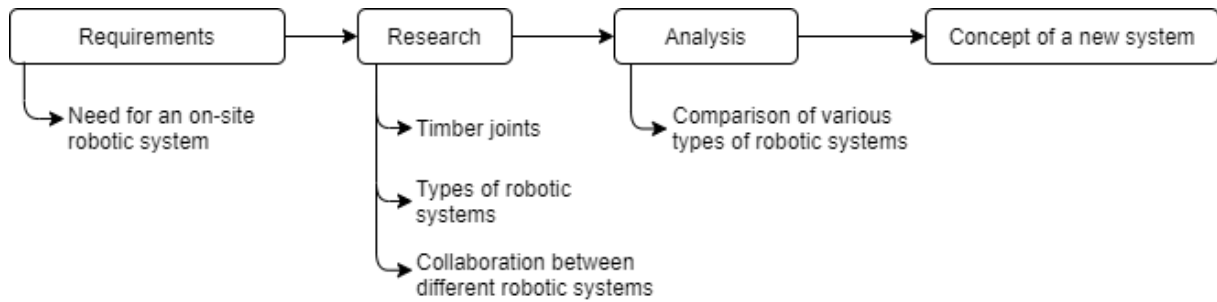 Requirements
Research
Analysis
Concept of a new system
Need for an on-site
robotic system
Timber joints
Types of robotic
systems
Collaboration between
different robotic systems
Comparison of various
types of robotic systems